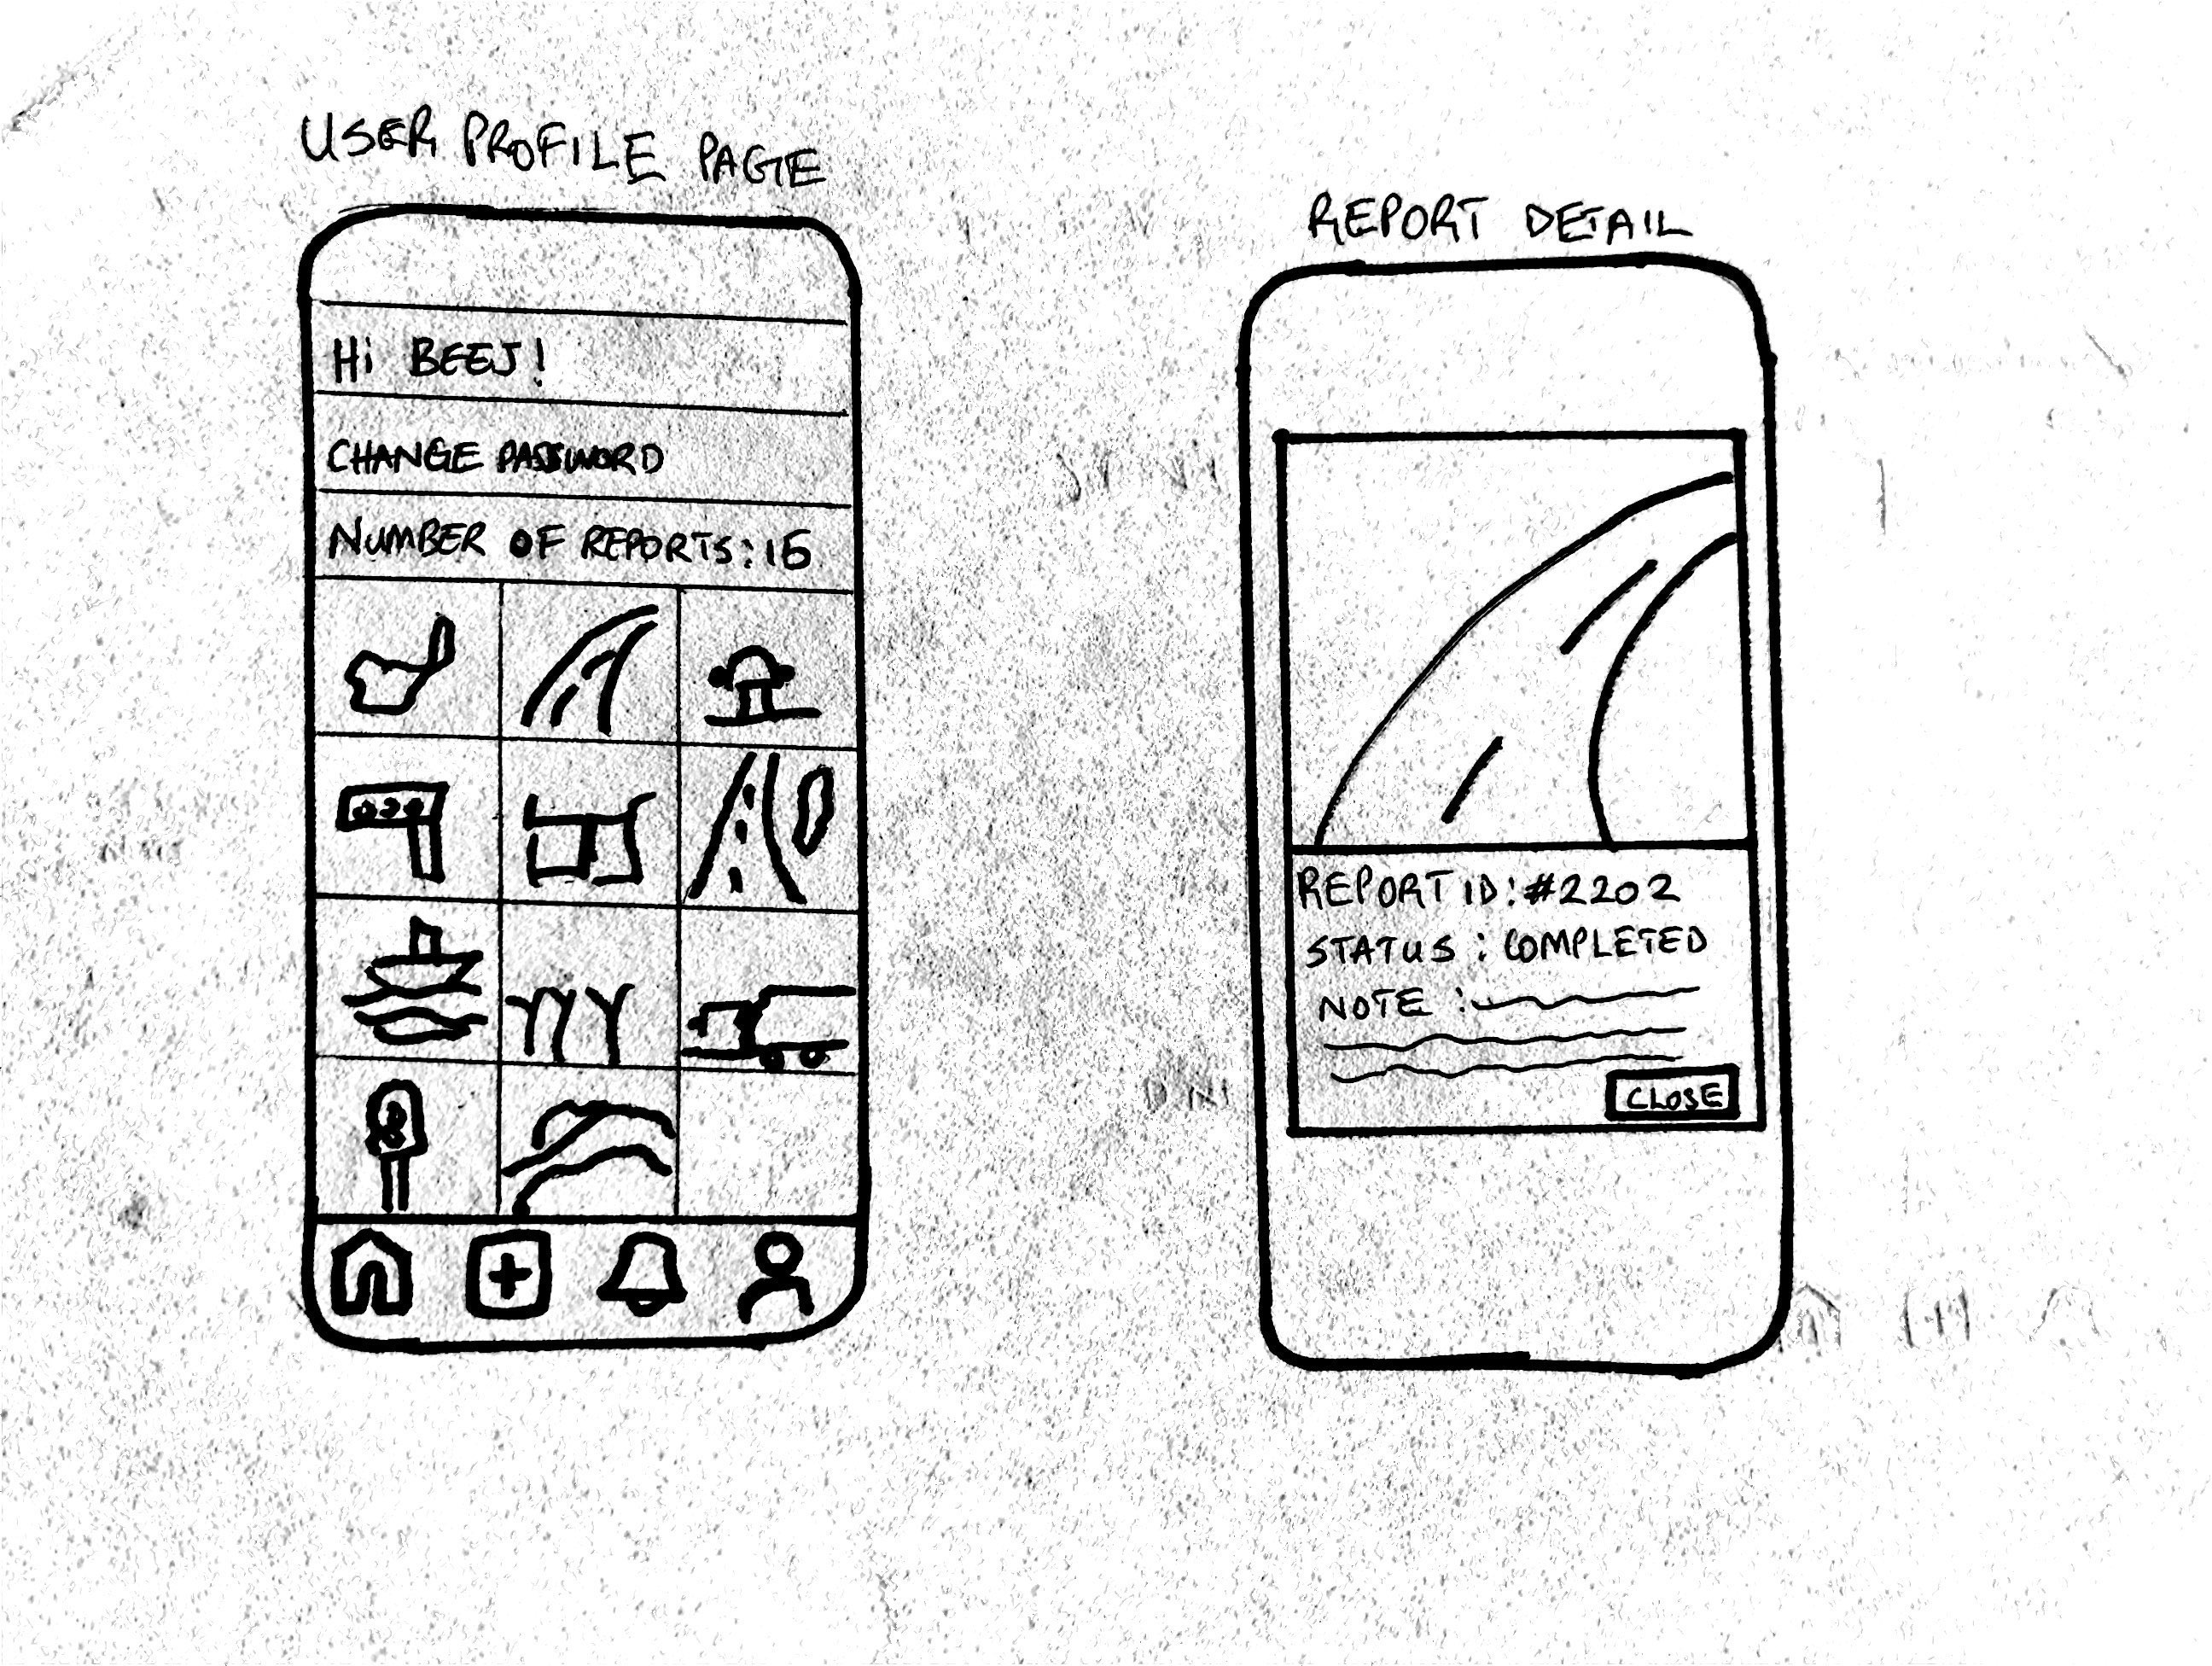 USER PROFILE PAGE
Hi BEEJ!
CHANGE PASSWORD
NUMBER OF REPORTS: 15
REPORT DETAIL
REPORT ID: #2202
STATUS : COMPLETED
NOTE :
CLOSE